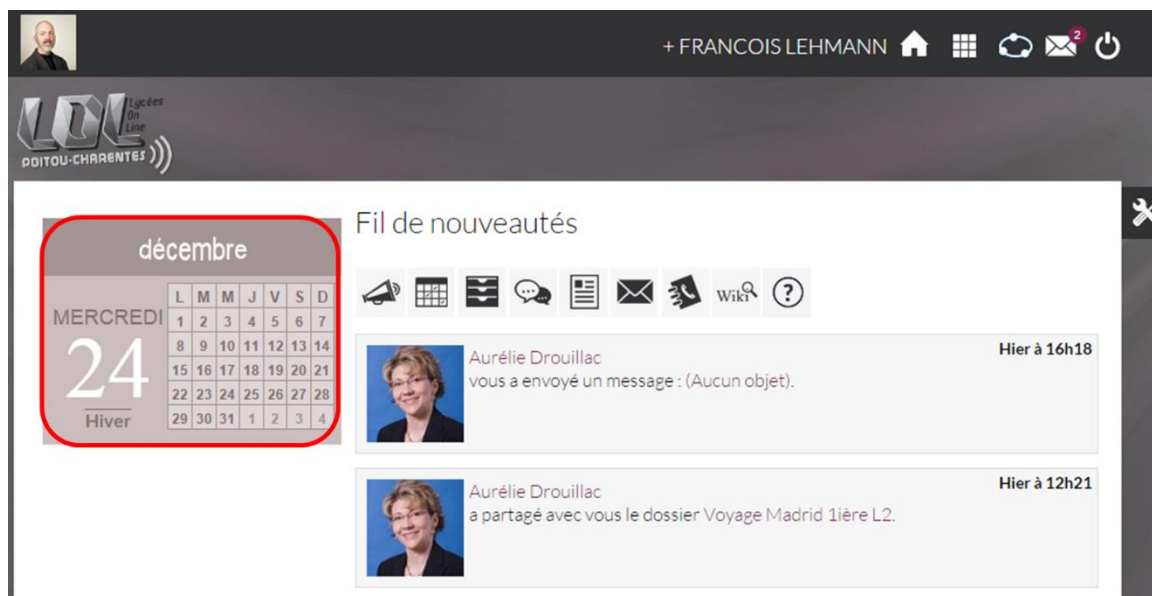 + FRANCOIS LEHMANN
2
LOL Lycées
On
Line
POITOU-CHARENTES
décembre
MERCREDI
24
Hiver
L M M J V S D
1 2 3 4 5 6 7
8 9 10 11 12 13 14
15 16 17 18 19 20 21
22 23 24 25 26 27 28
29 30 31 1 2 3 4
Fil de nouveautés
Wiki
?
Aurélie Drouillac
Hier à 16h18
vous a envoyé un message : (Aucun objet).
Aurélie Drouillac
Hier à 12h21
a partagé avec vous le dossier Voyage Madrid 1ière L2.